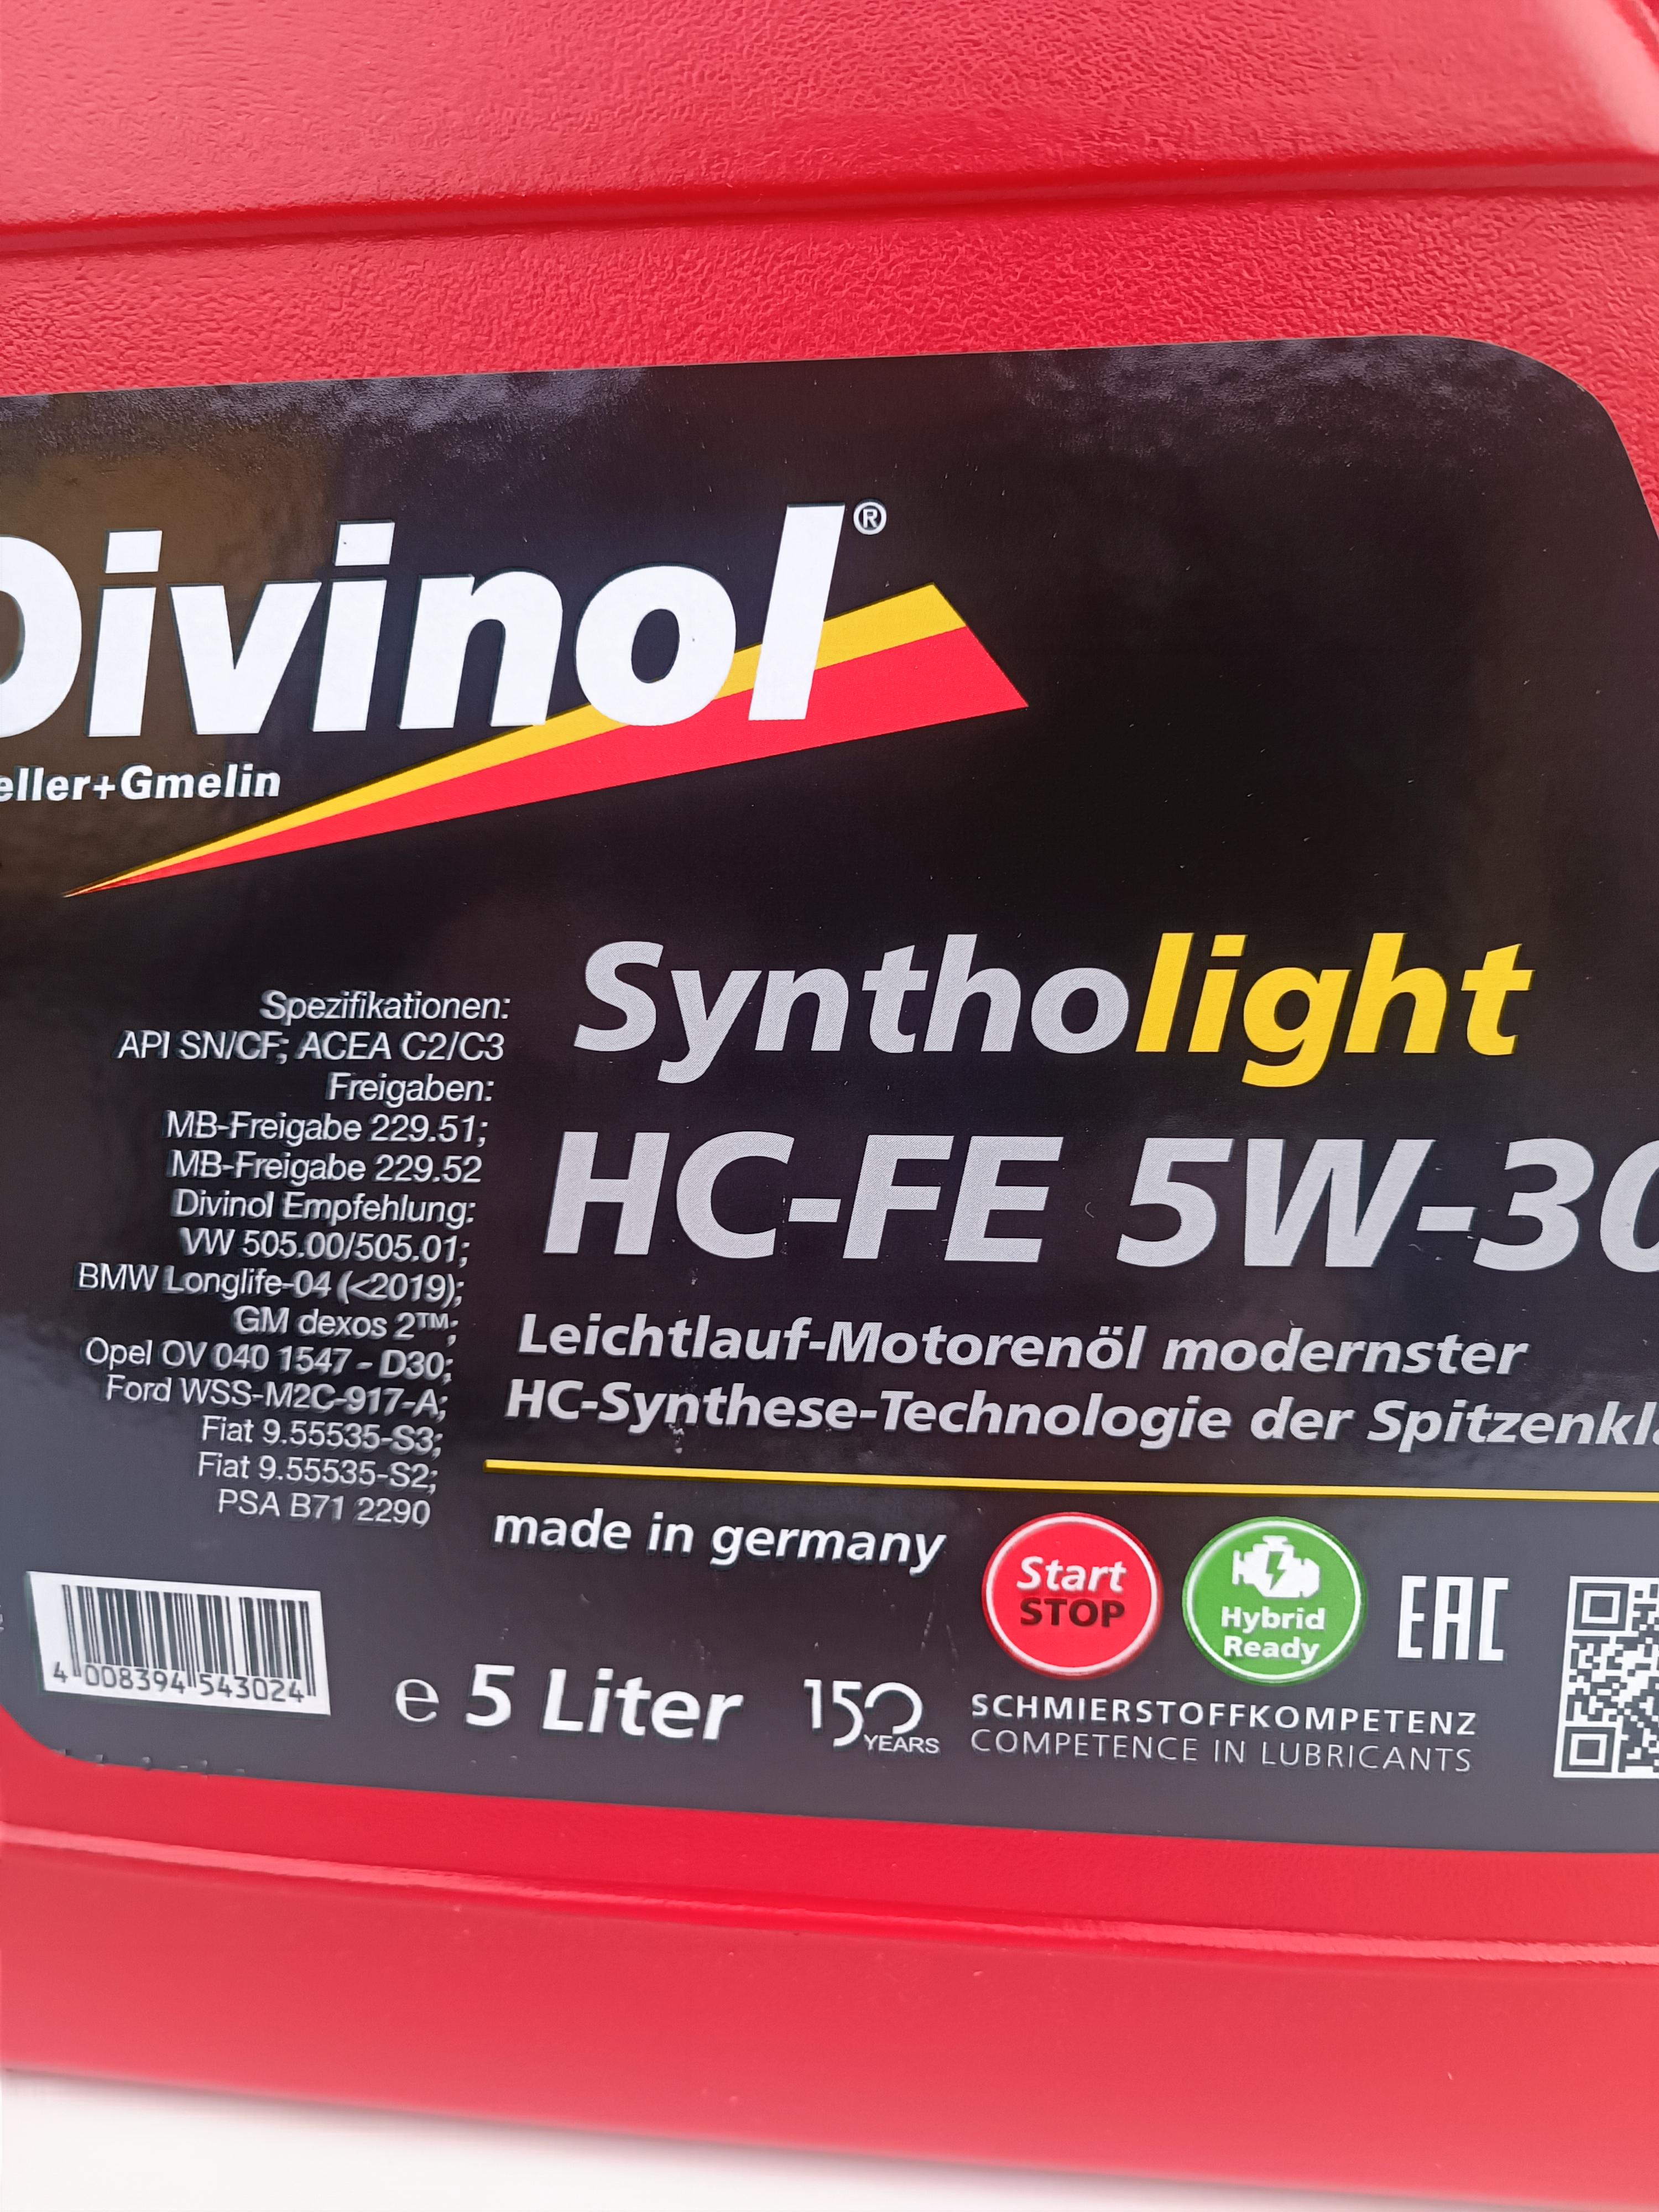 Divinol®
eller+Gmelin
Syntholight
HC-FE 5W-30
Leichtlauf-Motorenöl modernster
HC-Synthese-Technologie der Spitzenkl
Spezifikationen:
API SN/CF; ACEA C2/C3
Freigaben:
MB-Freigabe 229.51;
MB-Freigabe 229.52
Divinol Empfehlung:
VW 505.00/505.01;
BMW Longlife-04 (<2019);
GM dexos 2™;
Opel OV 040 1547 - D30;
Ford WSS-M2C-917-A;
Fiat 9.55535-S3;
Fiat 9.55535-S2;
PSA B71 2290
made in germany
Start
STOP
Hybrid
Ready
EAC
4 008394 543024
e 5 Liter
150
YEARS
SCHMIERSTOFFKOMPETENZ
COMPETENCE IN LUBRICANTS